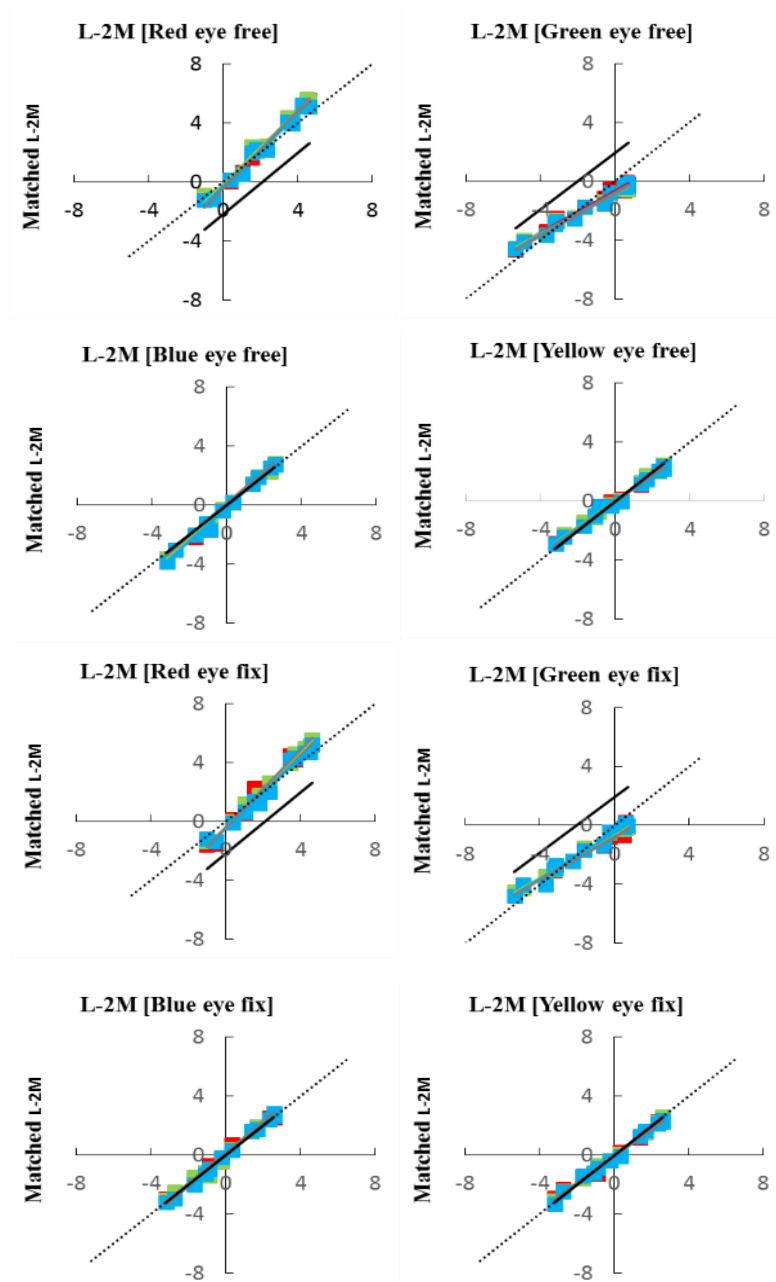 L-2M [Red eye free]
8
4
0
-8 -4 0 4 8
-4
-8
Matched L-2M
L-2M [Green eye free]
8
4
0
-8 -4 0 4 8
-4
-8
Matched L-2M
L-2M [Blue eye free]
8
4
0
-8 -4 0 4 8
-4
-8
Matched L-2M
L-2M [Yellow eye free]
8
4
0
-8 -4 0 4 8
-4
-8
Matched L-2M
L-2M [Red eye fix]
8
4
0
-8 -4 0 4 8
-4
-8
Matched L-2M
L-2M [Green eye fix]
8
4
0
-8 -4 0 4 8
-4
-8
Matched L-2M
L-2M [Blue eye fix]
8
4
0
-8 -4 0 4 8
-4
-8
Matched L-2M
L-2M [Yellow eye fix]
8
4
0
-8 -4 0 4 8
-4
-8
Matched L-2M